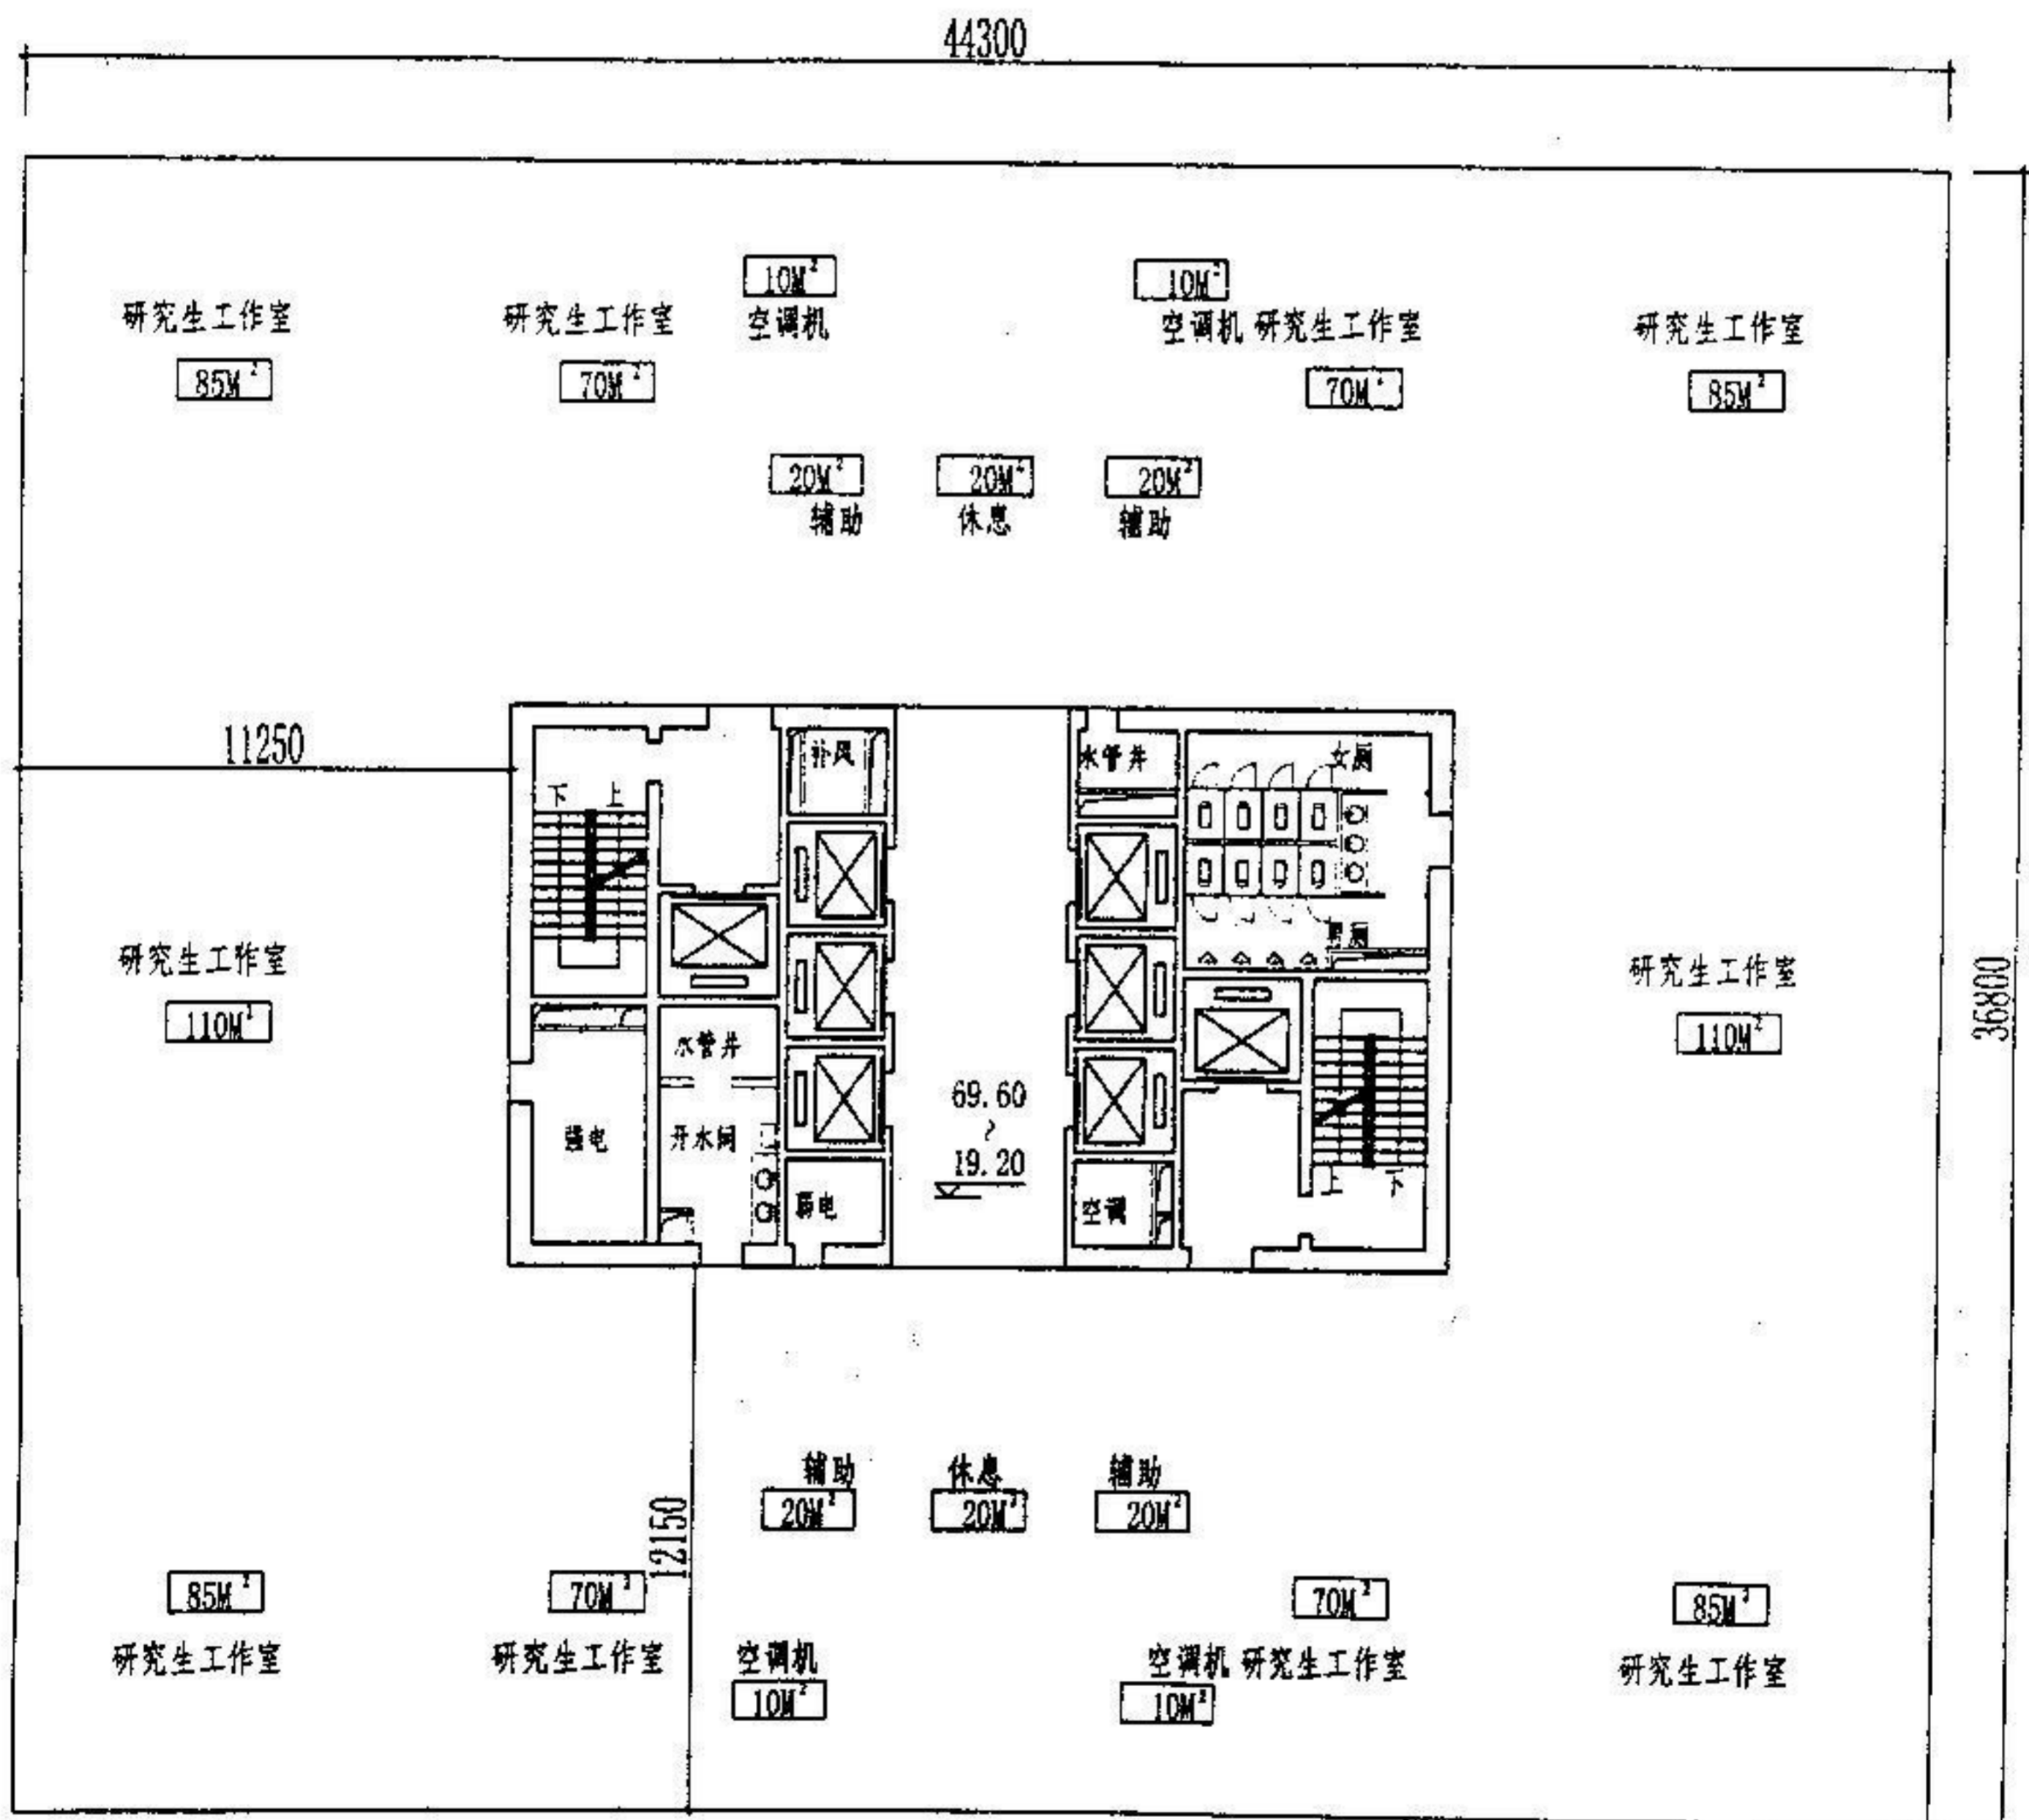 44300
10M²
10M²
研究生工作室
研究生工作室
空调机
空调机 研究生工作室
研究生工作室
85M²
70M²
70M²
85M²
20M²
20M²
20M²
辅助
休息
辅助
11250
补风
水管井
女厕
下 上
男厕
研究生工作室
110M²
研究生工作室
110M²
36800
水管井
69.60
~
19.20
强电
开水间
弱电
空调
上 下
辅助
休息
辅助
20M²
20M²
20M²
12150
85M²
70M²
70M²
85M²
研究生工作室
研究生工作室
空调机
空调机 研究生工作室
研究生工作室
10M²
10M²